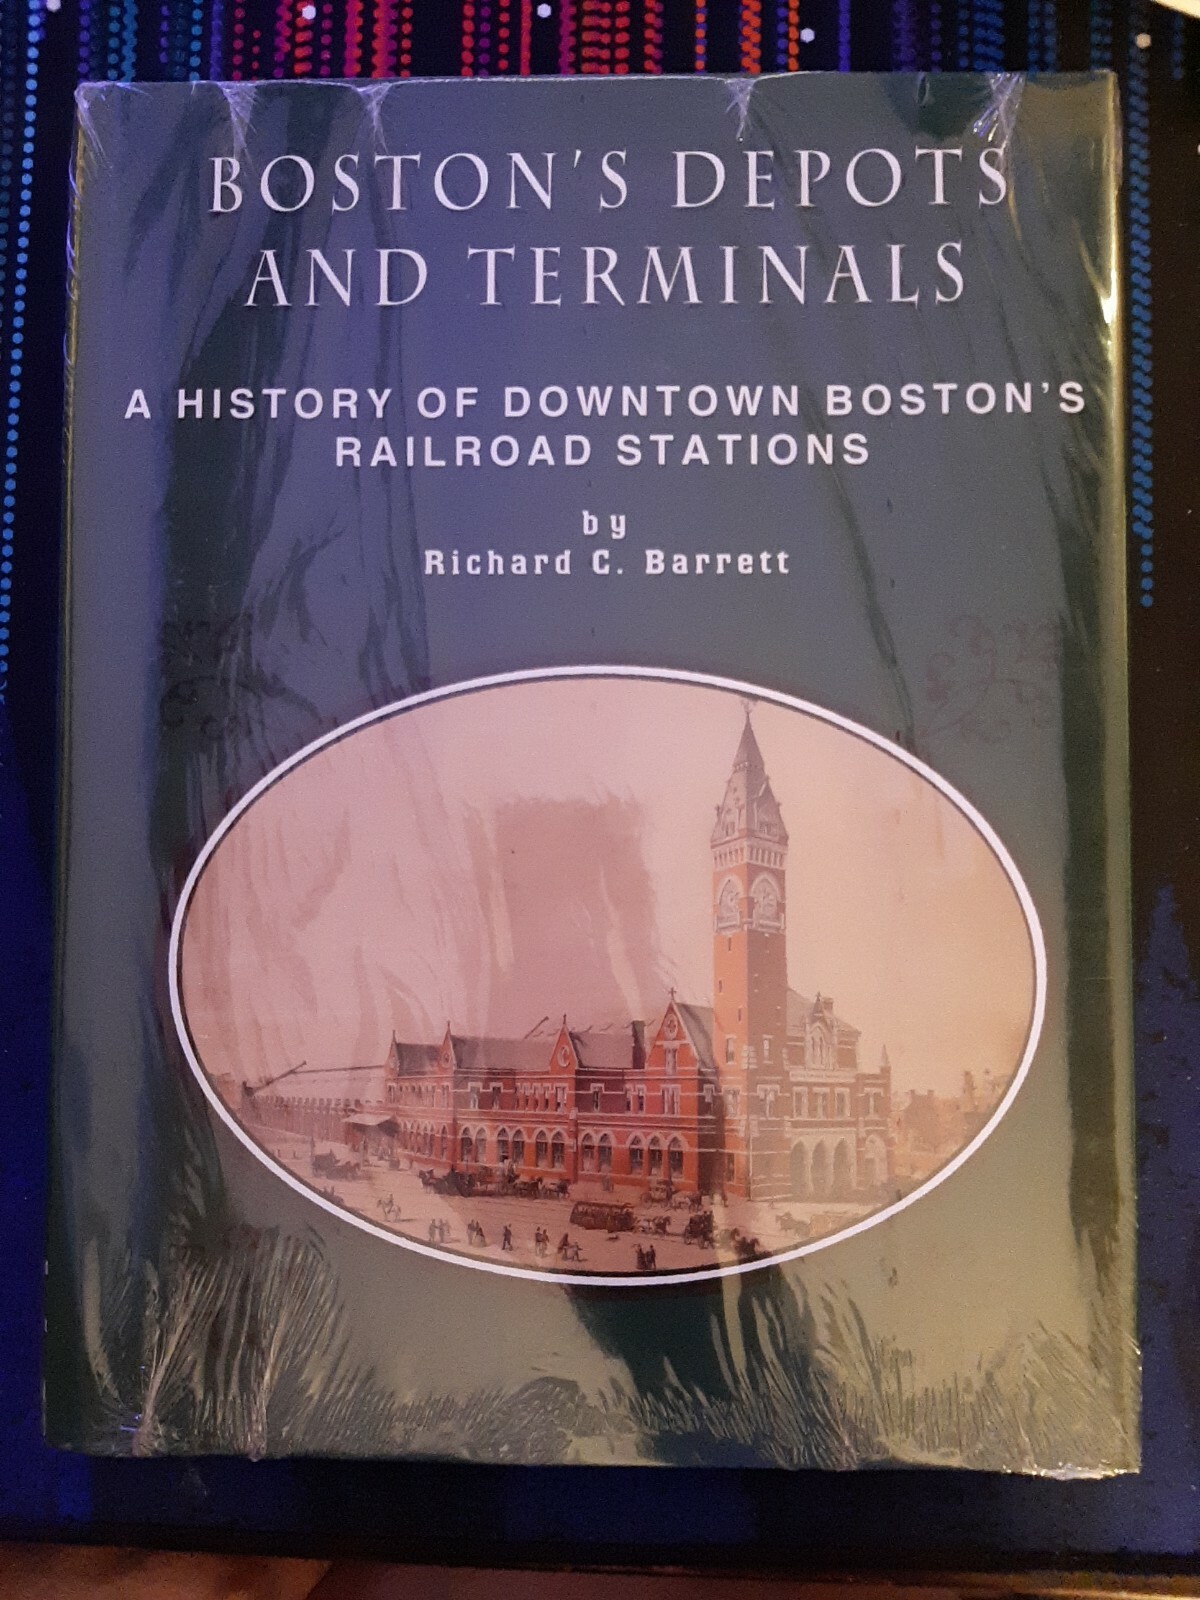 BOSTON'S DEPOTS
AND TERMINALS
A HISTORY OF DOWNTOWN BOSTON'S
RAILROAD STATIONS
by
Richard C. Barrett